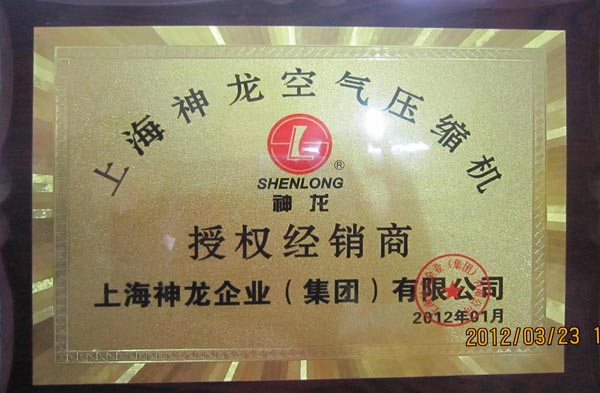 上海神龙空气压缩机
®
SHENLONG
神龙
授权经销商
上海神龙企业（集团）有限公司
2012年01月
2012/03/23 1